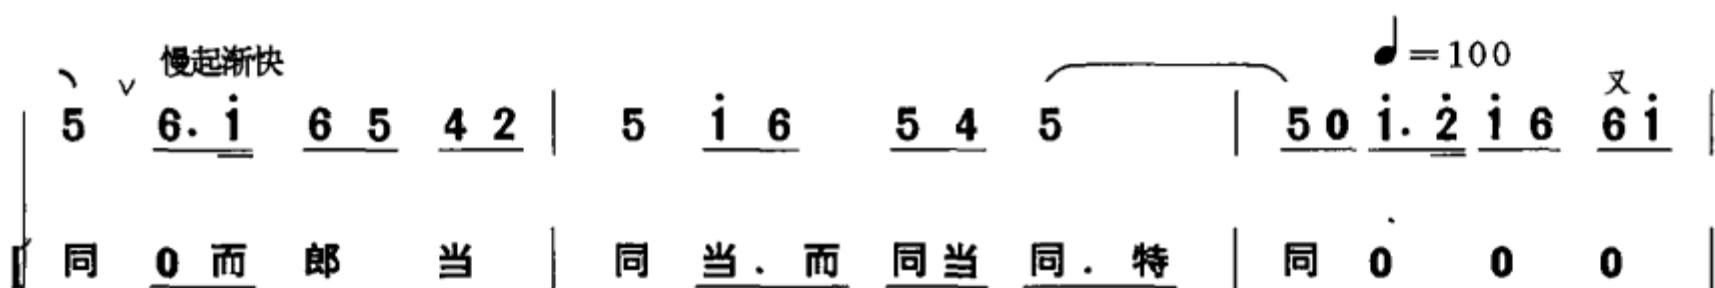 慢起渐快 ♩=100
5 6. i̇ 6 5 4 2 | 5 i̇ 6 5 4 5 | 5 0 i̇. 2̇ i̇ 6 又 6 i̇ |
同 0 而 郎 当 | 同 当. 而 同 当 同. 特 | 同 0 0 0 |